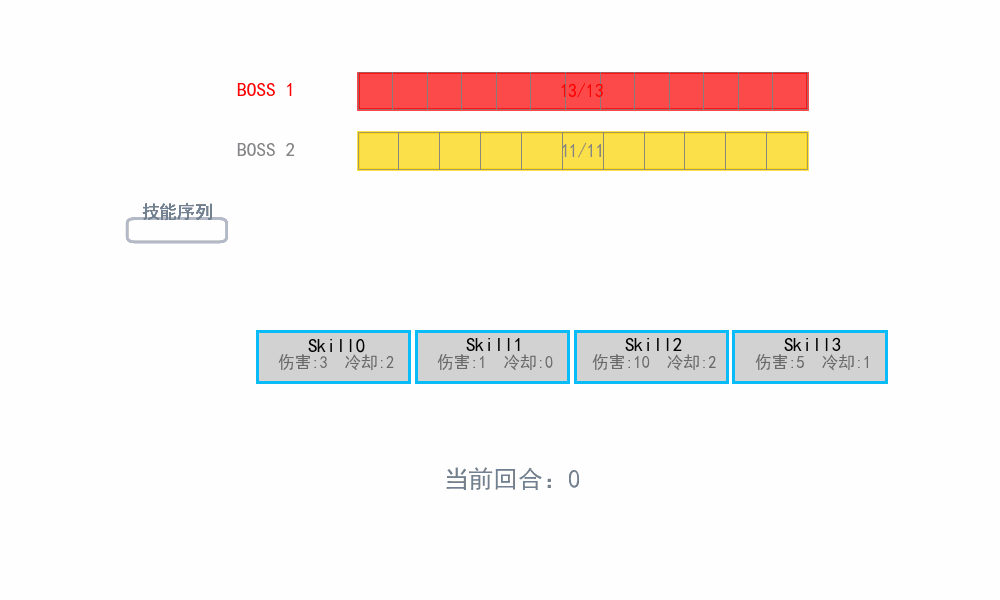 BOSS 1 13/13
BOSS 2 11/11
技能序列
Skill0 Skill1 Skill2 Skill3
伤害:3 冷却:2 伤害:1 冷却:0 伤害:10 冷却:2 伤害:5 冷却:1
当前回合: 0